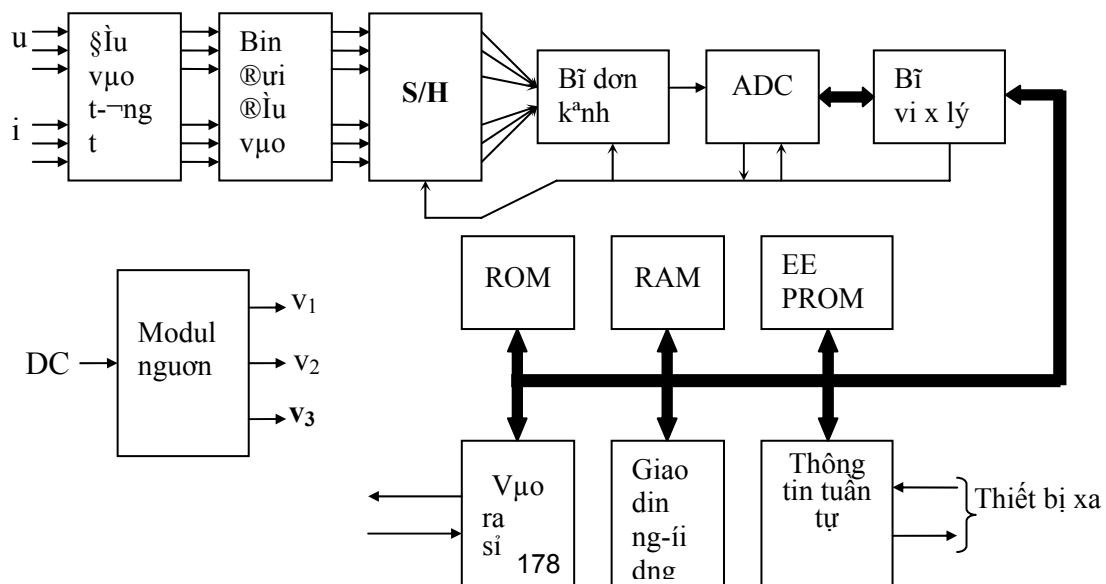 u
i
§Ìu
vµo
t-¬ng
t
Bin
®ưi
®Ìu
vµo
S/H
Bĩ dơn
kªnh
ADC
Bĩ
vi x lý
ROM
RAM
EE
PROM
DC
Modul
nguơn
v1
v2
v3
Vµo
ra
sỉ
178
Giao
din
ng-íi
dng
Thông
tin tuần
tự
Thiết bị xa